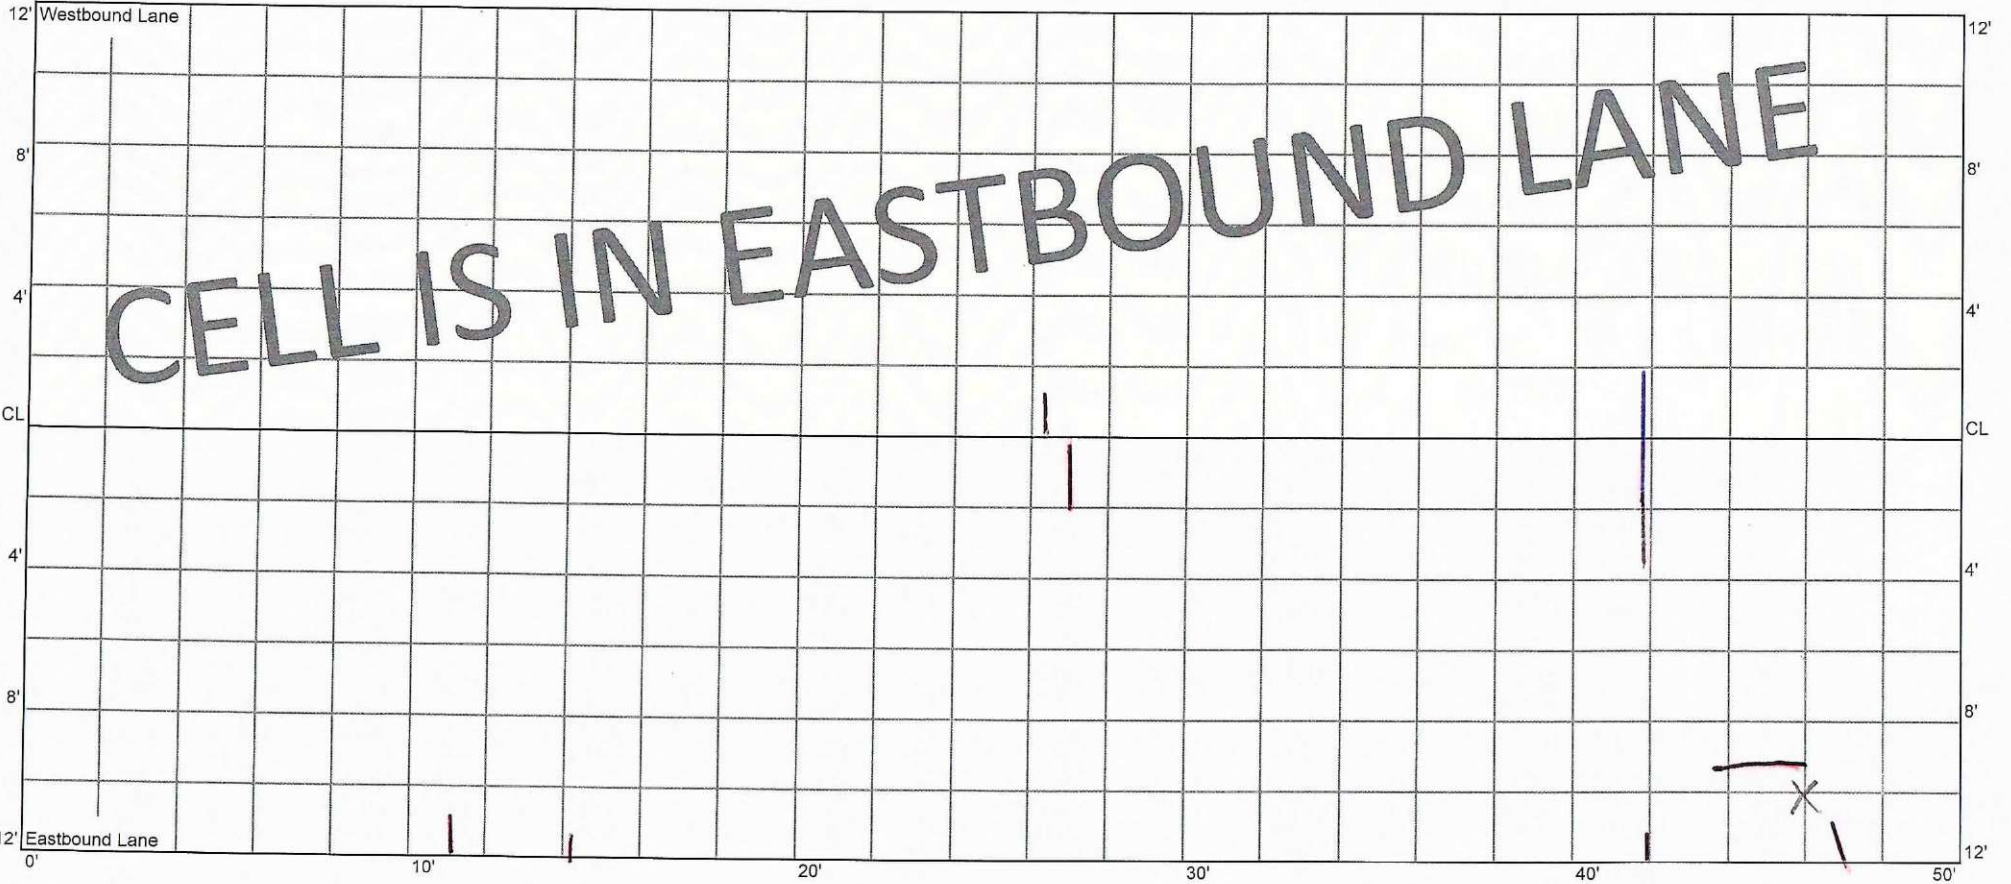 12' Westbound Lane 12'
8' 8'
CELL IS IN EASTBOUND LANE
4' 4'
CL CL
4' 4'
8' 8'
X
12' Eastbound Lane 12'
0' 10' 20' 30' 40' 50'